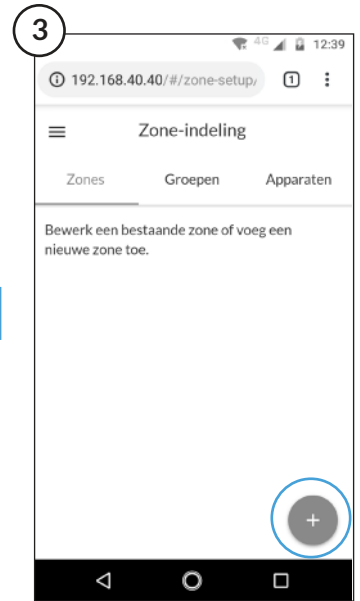 3
4G 12:39
192.168.40.40/#/zone-setup/ 1
Zone-indeling
Zones Groepen Apparaten
Bewerk een bestaande zone of voeg een
nieuwe zone toe.
+